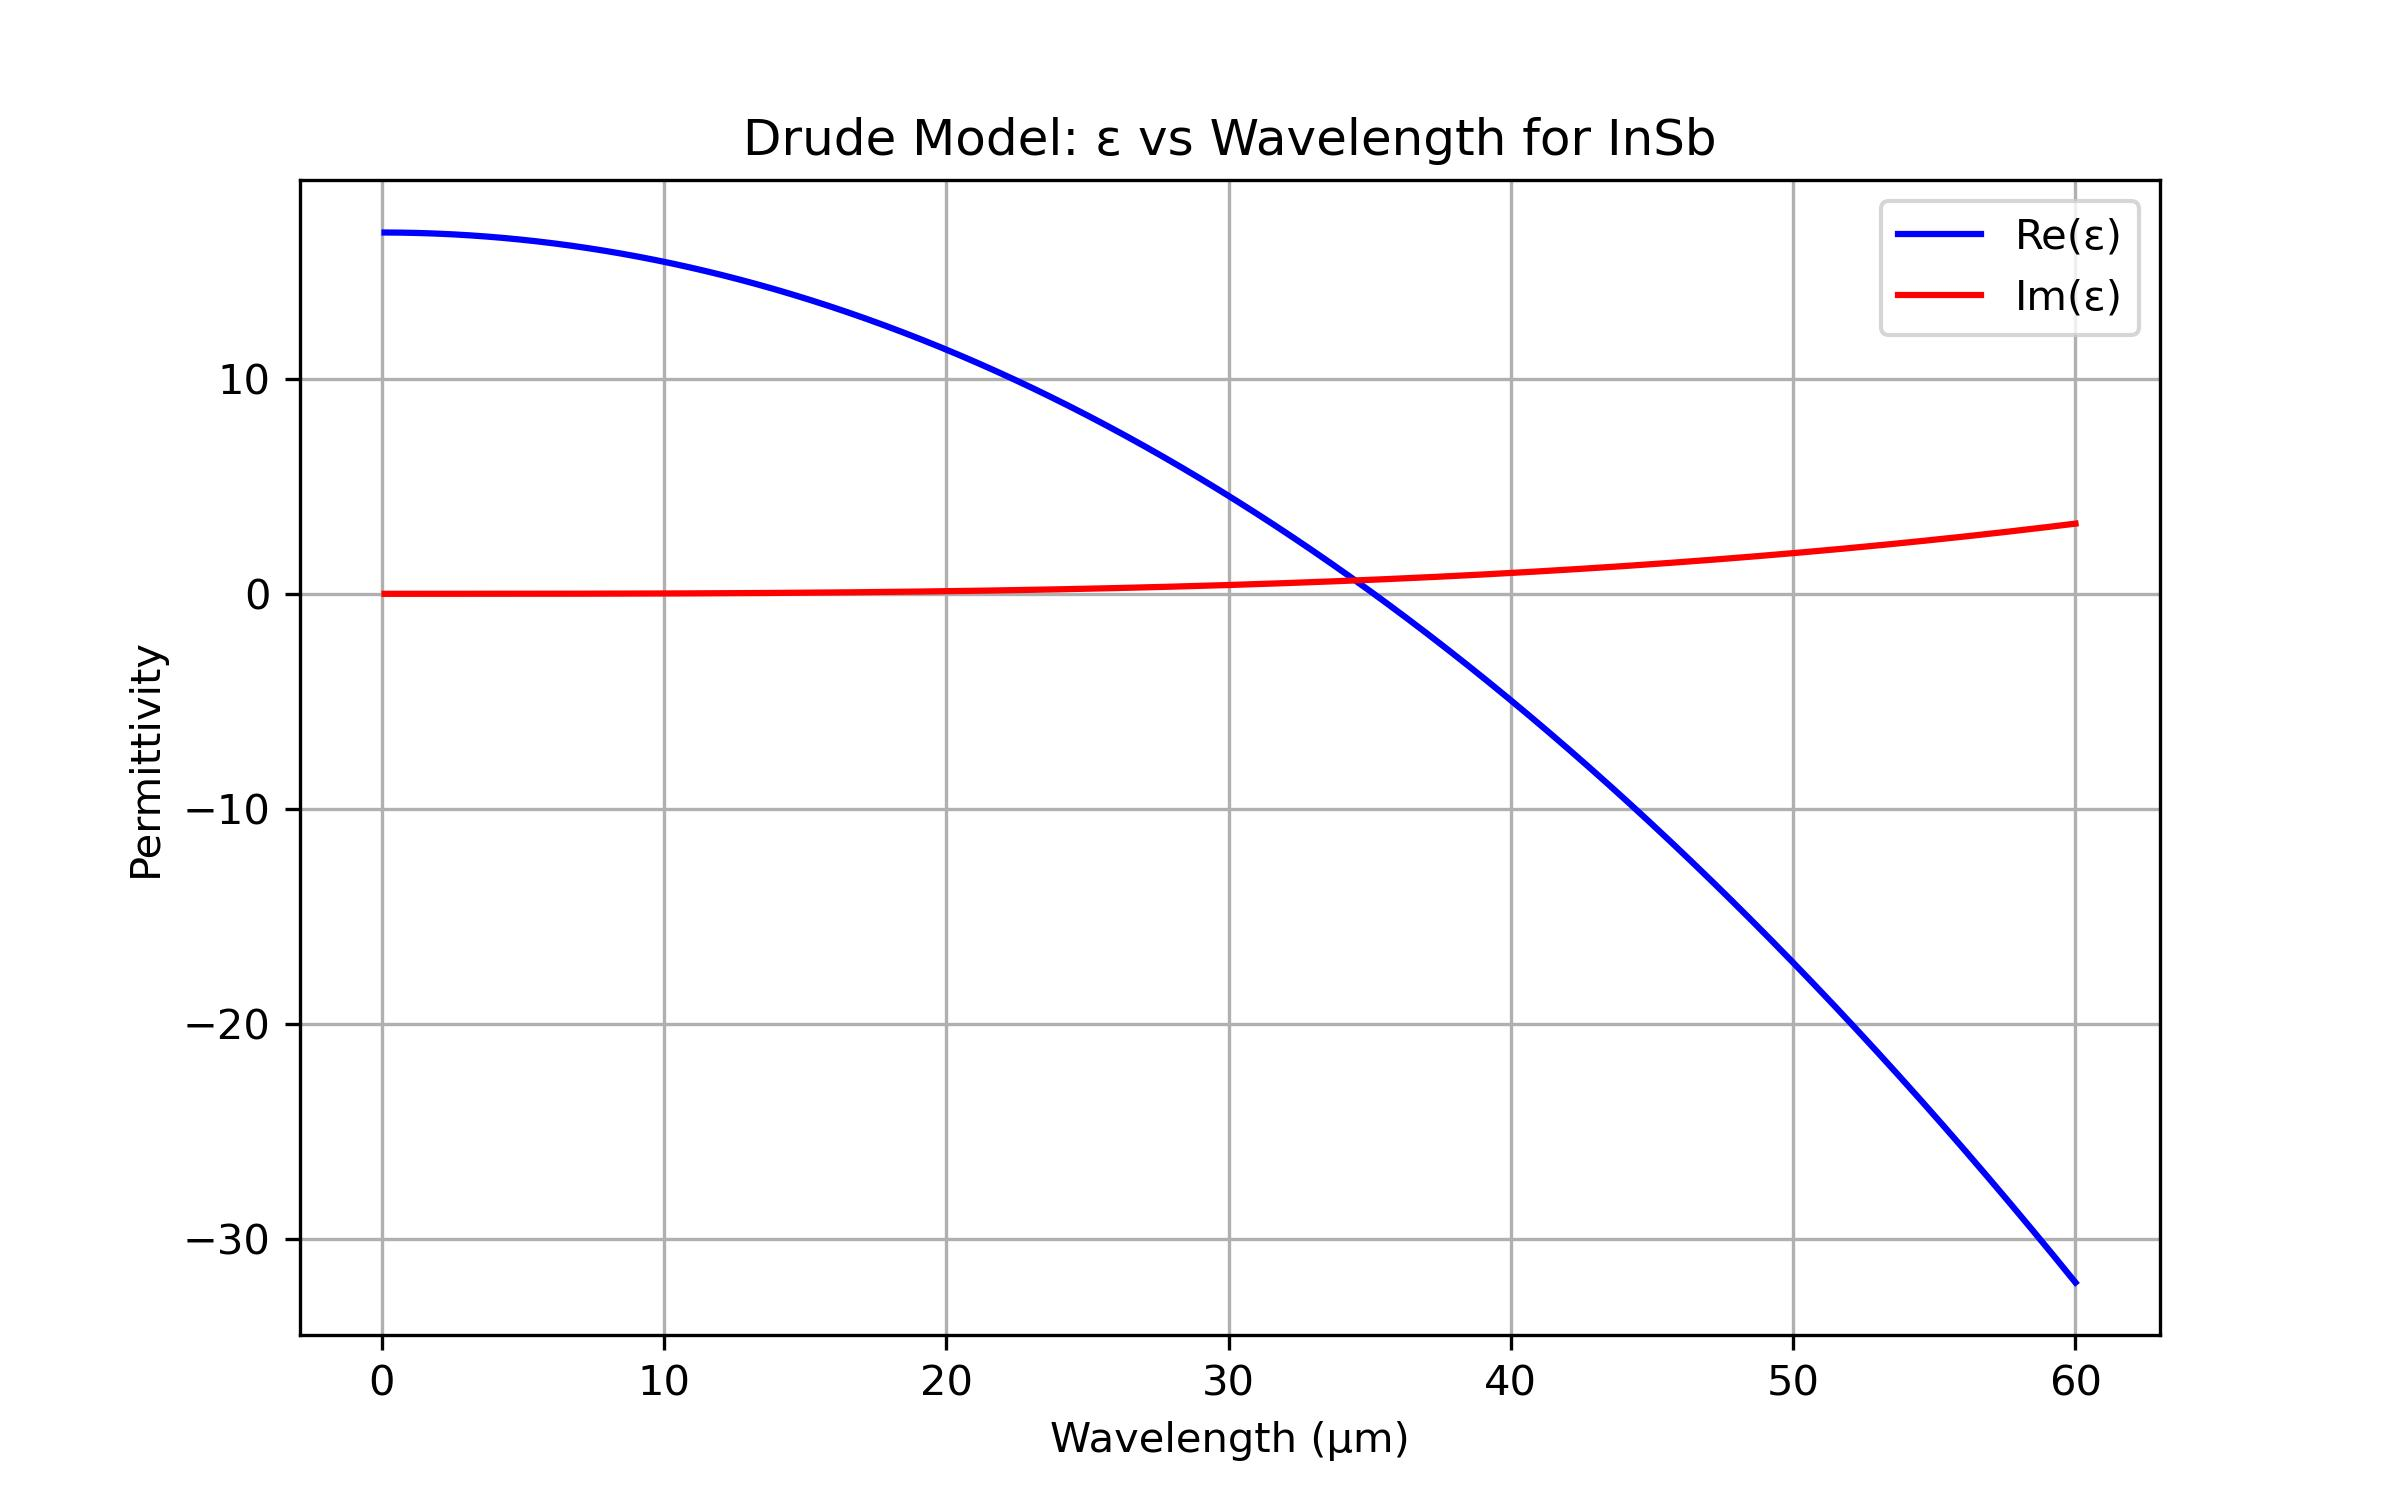 Drude Model: ε vs Wavelength for InSb
Re(ε)
Im(ε)
10
0
−10
−20
−30
Permittivity
0 10 20 30 40 50 60
Wavelength (μm)